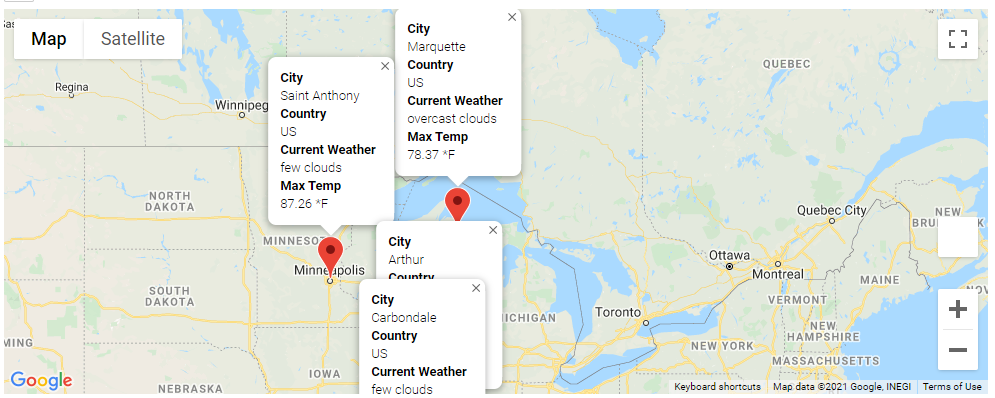 Map
Satellite
City
Saint Anthony
Country
US
Current Weather
few clouds
Max Temp
87.26 *F
City
Marquette
Country
US
Current Weather
overcast clouds
Max Temp
78.37 *F
City
Arthur
Country
City
Carbondale
Country
US
Current Weather
few clouds
Regina
Winnipeg
NORTH
DAKOTA
SOUTH
DAKOTA
Minneapolis
IOWA
NEBRASKA
QUEBEC
Quebec City
Ottawa
Montreal
Toronto
MAINE
VERMONT
NEW
HAMPSHIRE
NEW YORK
MASSACHUSETTS
NEW
Google
Keyboard shortcuts
Map data ©2021 Google, INEGI
Terms of Use